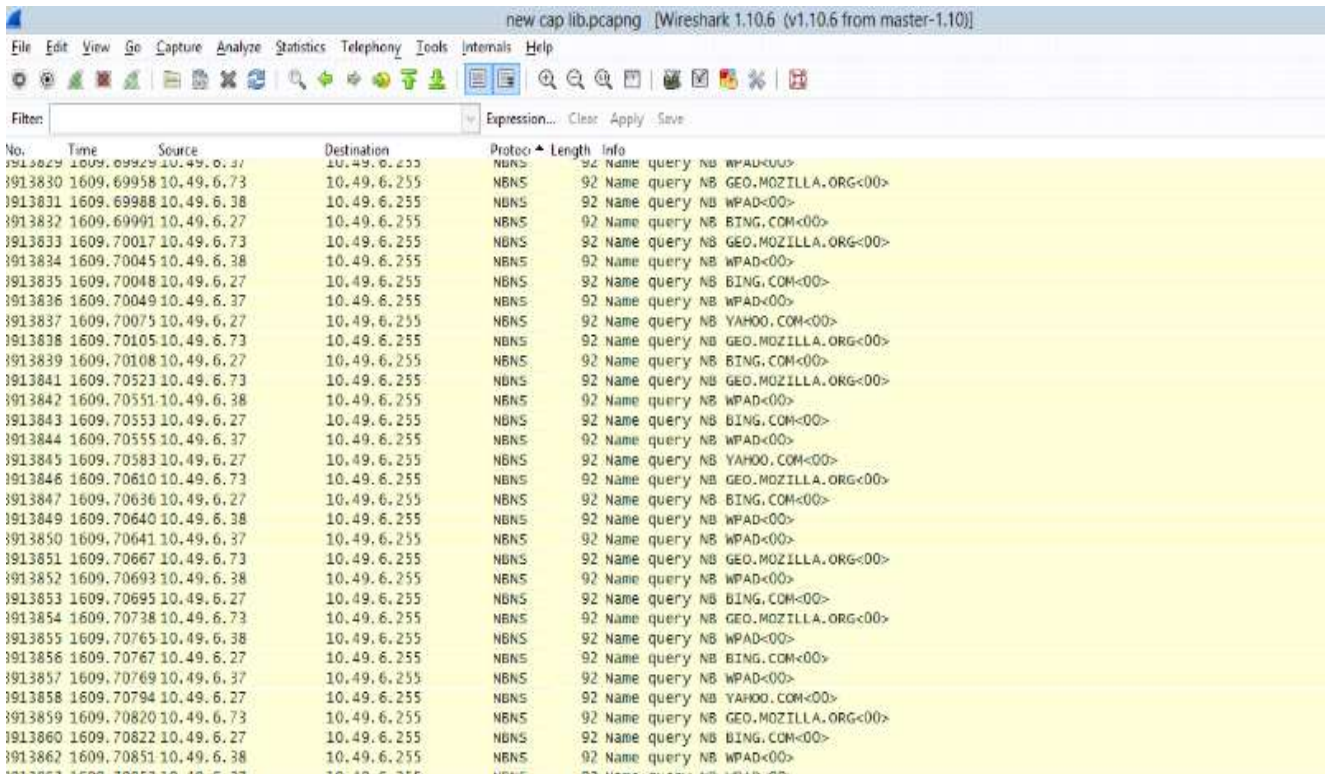 new cap lib.pcapng [Wireshark 1.10.6 (v1.10.6 from master-1.10)]
File Edit View Go Capture Analyze Statistics Telephony Tools Internals Help
Filter: Expression... Clear Apply Save
No. Time Source Destination Protocol Length Info
3913829 1609.69929 10.49.6.37 10.49.6.255 NBNS 92 Name query NB WPAD<00>
3913830 1609.69958 10.49.6.73 10.49.6.255 NBNS 92 Name query NB GEO.MOZILLA.ORG<00>
3913831 1609.69988 10.49.6.38 10.49.6.255 NBNS 92 Name query NB WPAD<00>
3913832 1609.69991 10.49.6.27 10.49.6.255 NBNS 92 Name query NB BING.COM<00>
3913833 1609.70017 10.49.6.73 10.49.6.255 NBNS 92 Name query NB GEO.MOZILLA.ORG<00>
3913834 1609.70045 10.49.6.38 10.49.6.255 NBNS 92 Name query NB WPAD<00>
3913835 1609.70048 10.49.6.27 10.49.6.255 NBNS 92 Name query NB BING.COM<00>
3913836 1609.70049 10.49.6.37 10.49.6.255 NBNS 92 Name query NB WPAD<00>
3913837 1609.70075 10.49.6.27 10.49.6.255 NBNS 92 Name query NB YAHOO.COM<00>
3913838 1609.70105 10.49.6.73 10.49.6.255 NBNS 92 Name query NB GEO.MOZILLA.ORG<00>
3913839 1609.70108 10.49.6.27 10.49.6.255 NBNS 92 Name query NB BING.COM<00>
3913841 1609.70523 10.49.6.73 10.49.6.255 NBNS 92 Name query NB GEO.MOZILLA.ORG<00>
3913842 1609.70551 10.49.6.38 10.49.6.255 NBNS 92 Name query NB WPAD<00>
3913843 1609.70553 10.49.6.27 10.49.6.255 NBNS 92 Name query NB BING.COM<00>
3913844 1609.70555 10.49.6.37 10.49.6.255 NBNS 92 Name query NB WPAD<00>
3913845 1609.70583 10.49.6.27 10.49.6.255 NBNS 92 Name query NB YAHOO.COM<00>
3913846 1609.70610 10.49.6.73 10.49.6.255 NBNS 92 Name query NB GEO.MOZILLA.ORG<00>
3913847 1609.70636 10.49.6.27 10.49.6.255 NBNS 92 Name query NB BING.COM<00>
3913849 1609.70640 10.49.6.38 10.49.6.255 NBNS 92 Name query NB WPAD<00>
3913850 1609.70641 10.49.6.37 10.49.6.255 NBNS 92 Name query NB WPAD<00>
3913851 1609.70667 10.49.6.73 10.49.6.255 NBNS 92 Name query NB GEO.MOZILLA.ORG<00>
3913852 1609.70693 10.49.6.38 10.49.6.255 NBNS 92 Name query NB WPAD<00>
3913853 1609.70695 10.49.6.27 10.49.6.255 NBNS 92 Name query NB BING.COM<00>
3913854 1609.70738 10.49.6.73 10.49.6.255 NBNS 92 Name query NB GEO.MOZILLA.ORG<00>
3913855 1609.70765 10.49.6.38 10.49.6.255 NBNS 92 Name query NB WPAD<00>
3913856 1609.70767 10.49.6.27 10.49.6.255 NBNS 92 Name query NB BING.COM<00>
3913857 1609.70769 10.49.6.37 10.49.6.255 NBNS 92 Name query NB WPAD<00>
3913858 1609.70794 10.49.6.27 10.49.6.255 NBNS 92 Name query NB YAHOO.COM<00>
3913859 1609.70820 10.49.6.73 10.49.6.255 NBNS 92 Name query NB GEO.MOZILLA.ORG<00>
3913860 1609.70822 10.49.6.27 10.49.6.255 NBNS 92 Name query NB BING.COM<00>
3913862 1609.70851 10.49.6.38 10.49.6.255 NBNS 92 Name query NB WPAD<00>